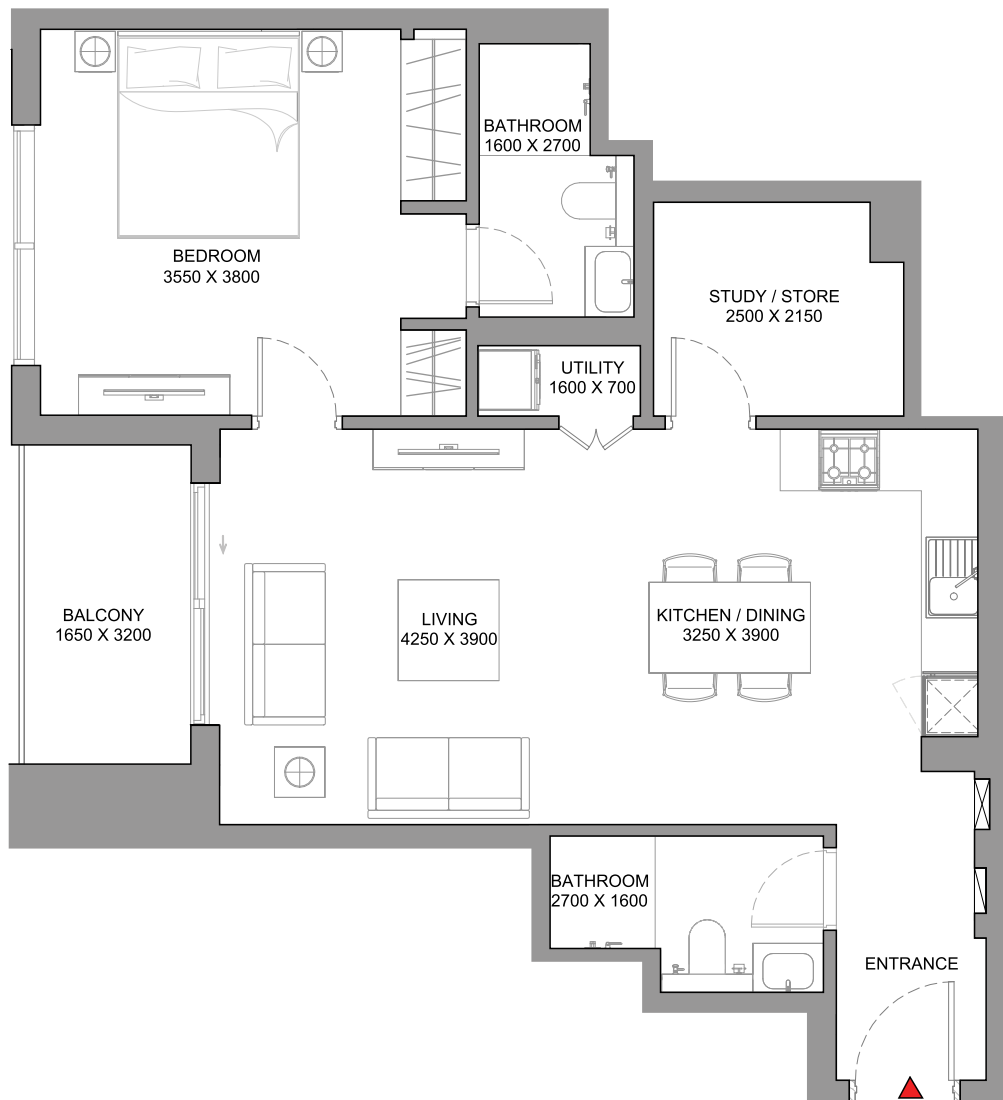 BATHROOM
1600 X 2700
BEDROOM
3550 X 3800
STUDY / STORE
2500 X 2150
UTILITY
1600 X 700
BALCONY
1650 X 3200
LIVING
4250 X 3900
KITCHEN / DINING
3250 X 3900
BATHROOM
2700 X 1600
ENTRANCE